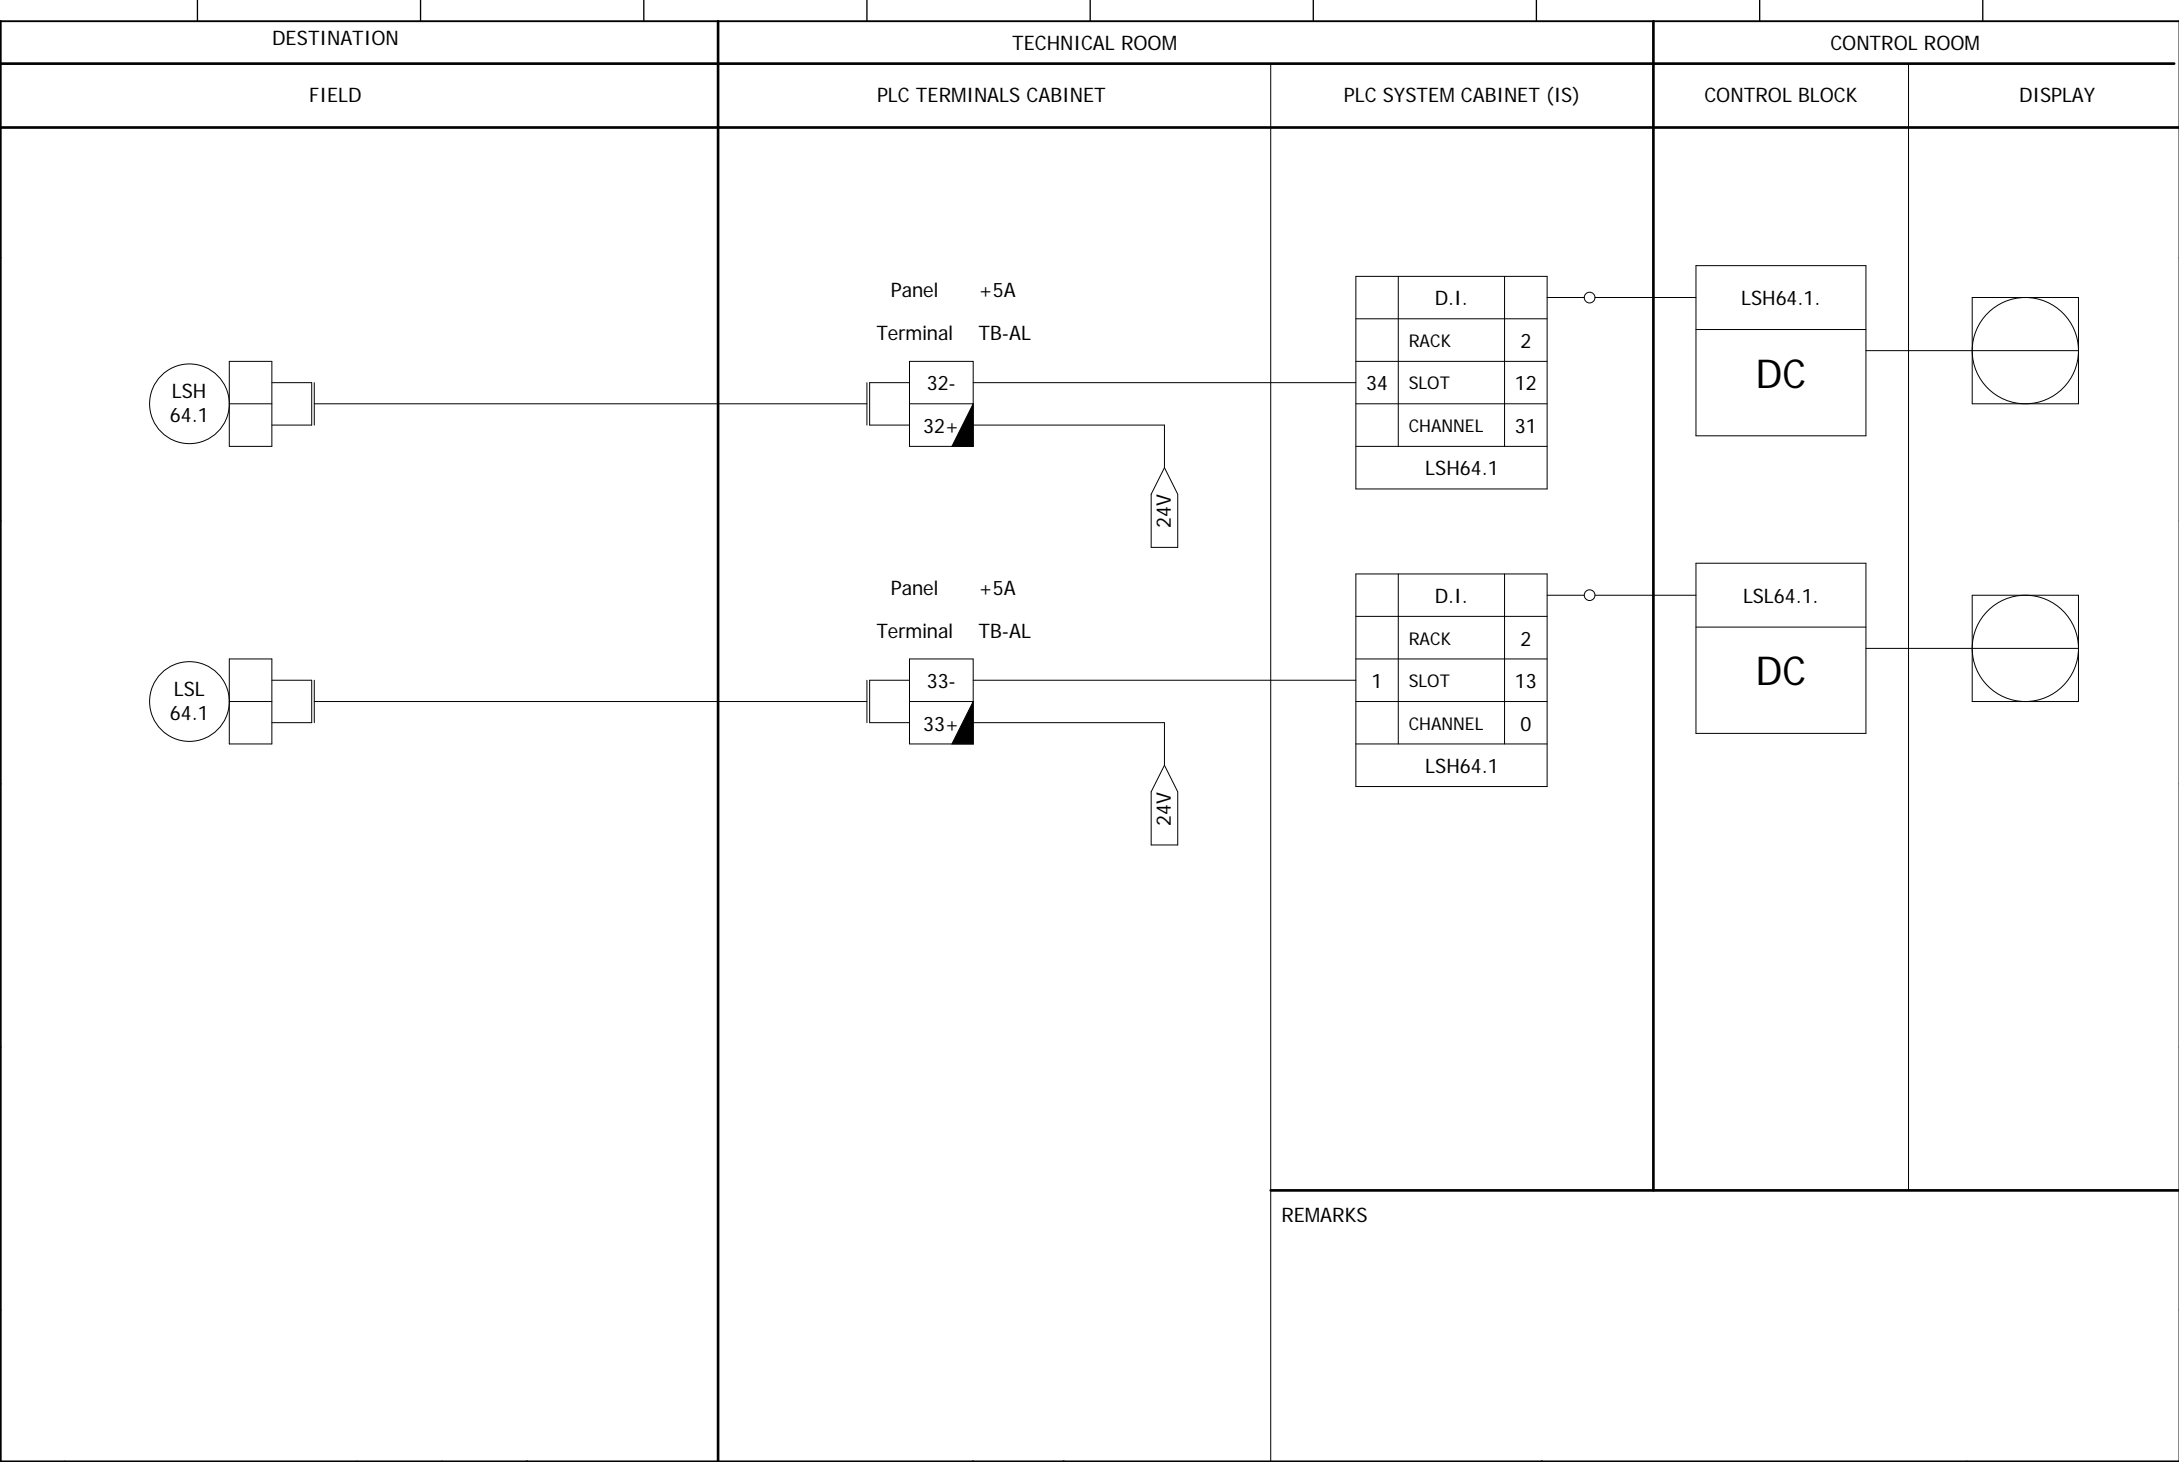 DESTINATION
TECHNICAL ROOM
CONTROL ROOM
FIELD
PLC TERMINALS CABINET
PLC SYSTEM CABINET (IS)
CONTROL BLOCK
DISPLAY
Panel +5A
Terminal TB-AL
LSH
64.1
32-
32+
24V
D.I.
RACK 2
34 SLOT 12
CHANNEL 31
LSH64.1
LSH64.1.
DC
Panel +5A
Terminal TB-AL
LSL
64.1
33-
33+
24V
D.I.
RACK 2
1 SLOT 13
CHANNEL 0
LSH64.1
LSL64.1.
DC
REMARKS